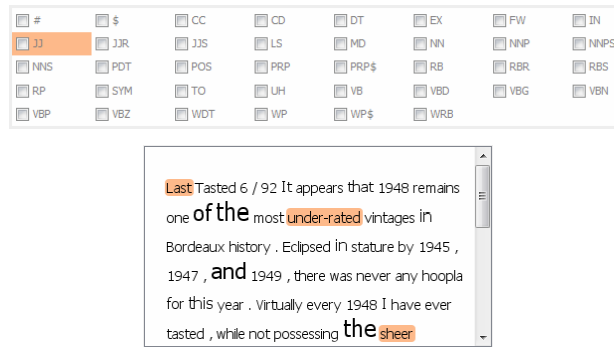 # $ CC CD DT EX FW IN
JJ JJR JJS LS MD NN NNP NNPS
NNS PDT POS PRP PRP$ RB RBR RBS
RP SYM TO UH VB VBD VBG VBN
VBP VBZ WDT WP WP$ WRB
Last Tasted 6 / 92 It appears that 1948 remains
one of the most under-rated vintages in
Bordeaux history . Eclipsed in stature by 1945 ,
1947 , and 1949 , there was never any hoopla
for this year . Virtually every 1948 I have ever
tasted , while not possessing the sheer